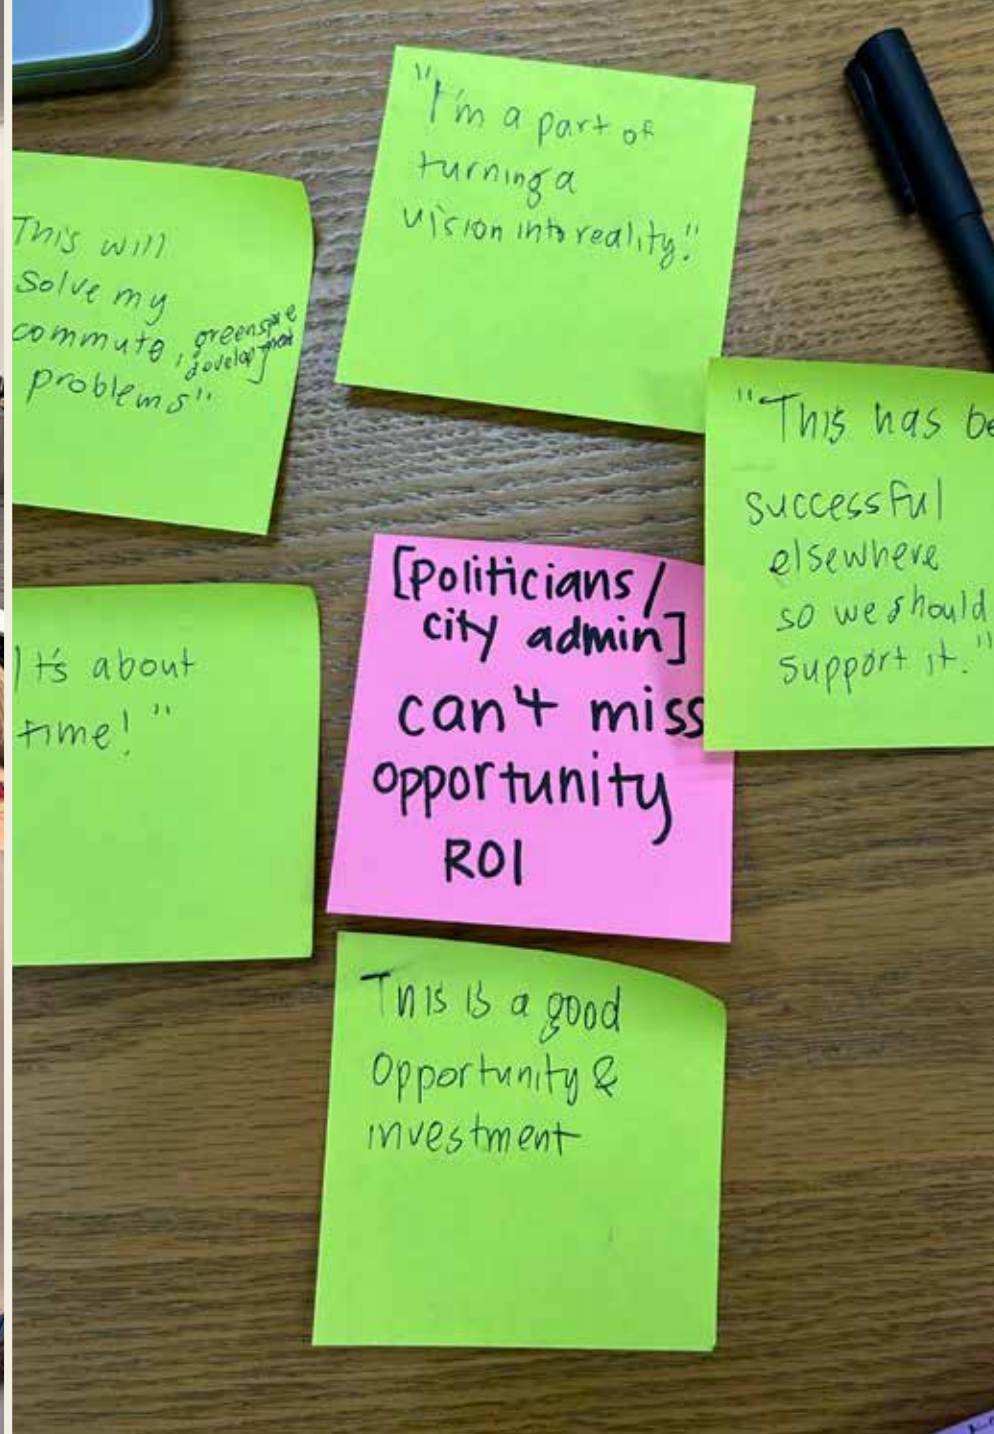 "I'm a part of
turning a
vision into reality!"
This will
solve my
commute, greenspace
development
problems"
"This has be
successful
elsewhere
so we should
support it."
[politicians/
city admin]
can't miss
opportunity
ROI
It's about
time!"
This is a good
opportunity &
investment